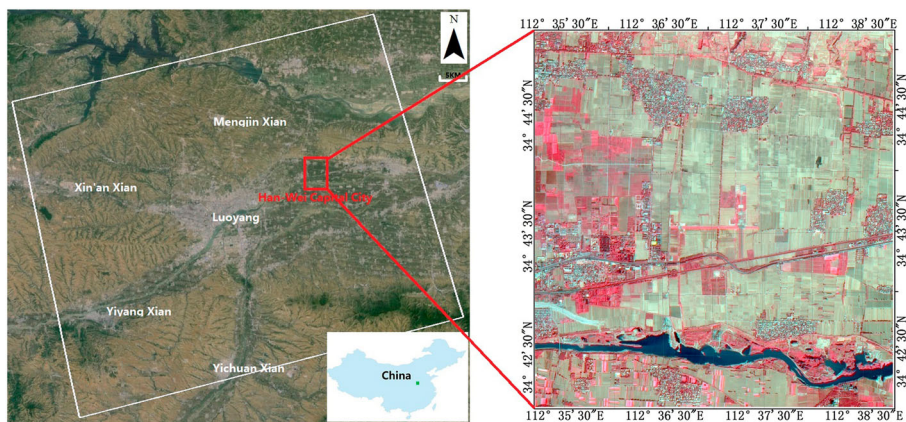 N
5KM
Mengjin Xian
Xin'an Xian
Han-Wei Capital City
Luoyang
Yiyang Xian
Yichuan Xian
China
112° 35′30″E 112° 36′30″E 112° 37′30″E 112° 38′30″E
34° 44′30″N
34° 43′30″N
34° 42′30″N
34° 44′30″N
34° 43′30″N
34° 42′30″N
112° 35′30″E 112° 36′30″E 112° 37′30″E 112° 38′30″E